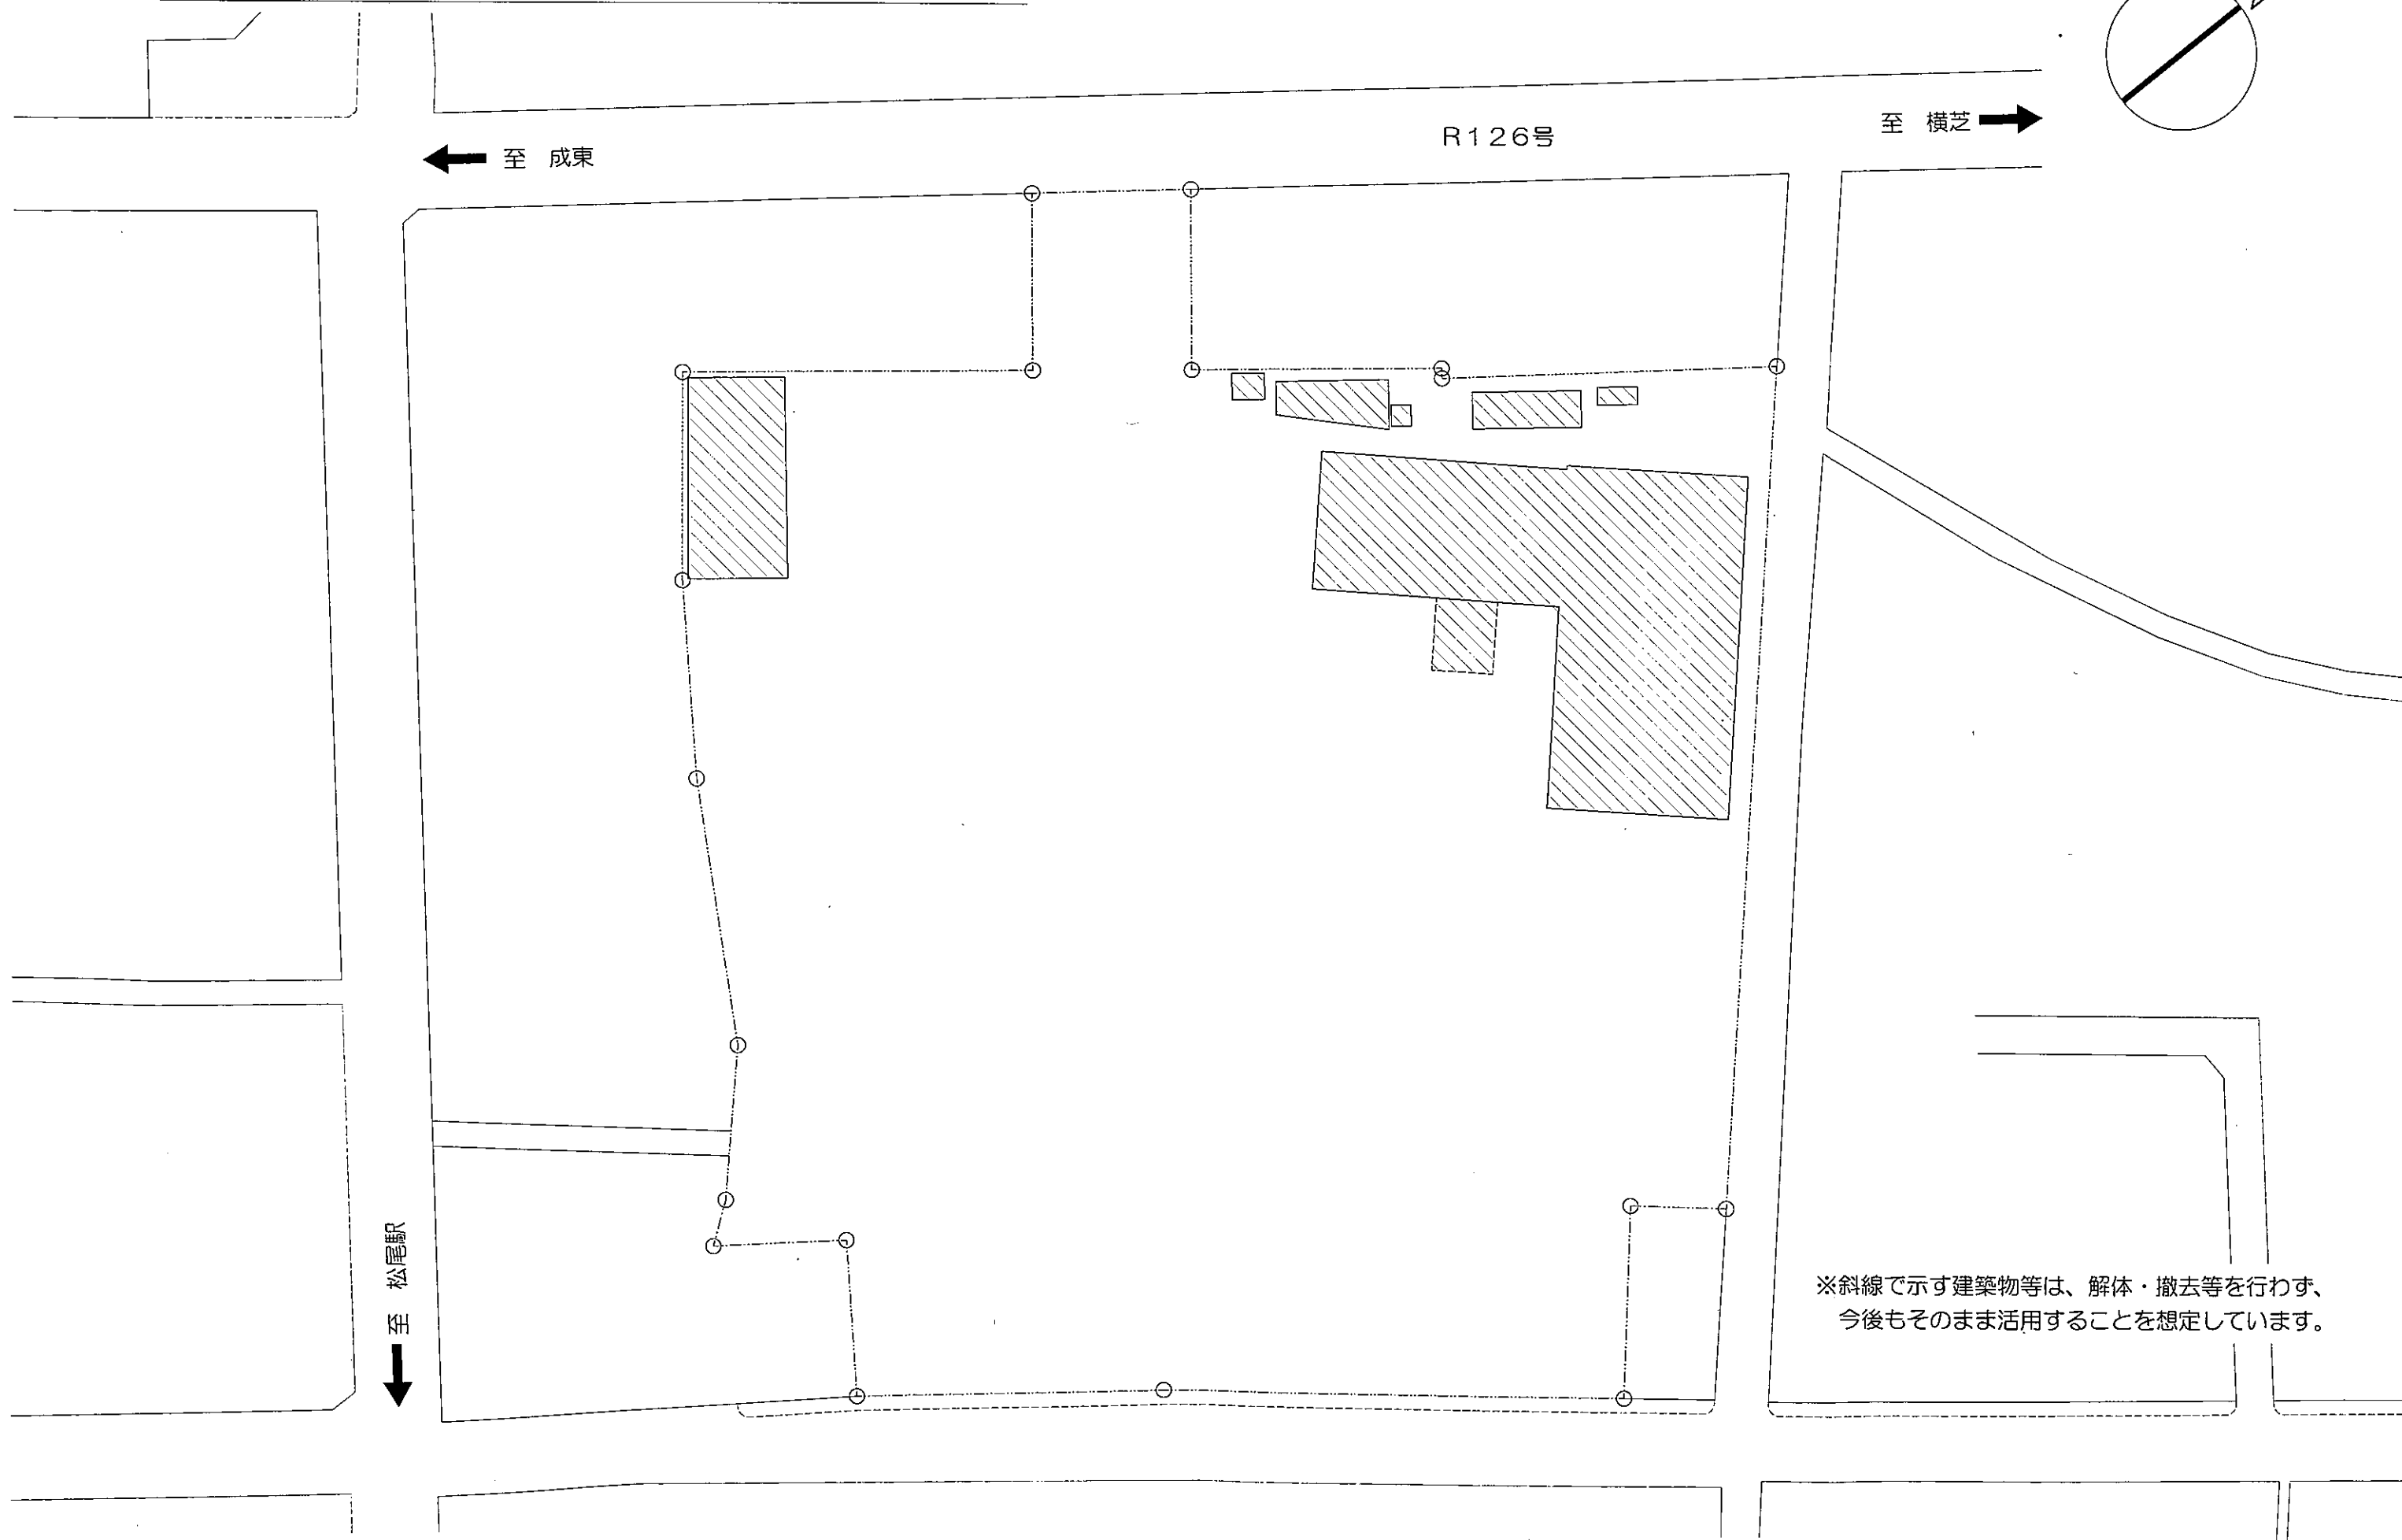 R126号
至 横芝
至 成東
至 松尾駅
※斜線で示す建築物等は、解体・撤去等を行わず、
今後もそのまま活用することを想定しています。